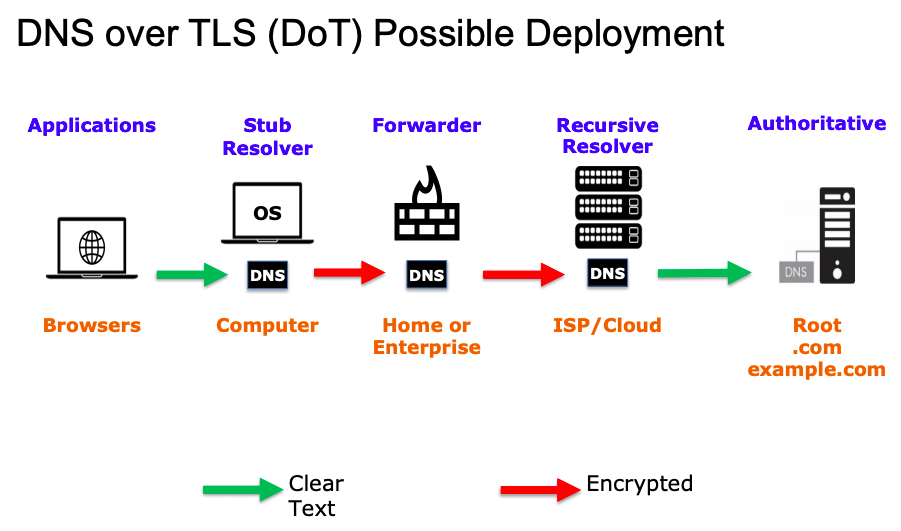 DNS over TLS (DoT) Possible Deployment
Applications
Stub
Resolver
Forwarder
Recursive
Resolver
Authoritative
OS
DNS
DNS
DNS
DNS
Browsers
Computer
Home or
Enterprise
ISP/Cloud
Root
.com
example.com
Clear
Text
Encrypted